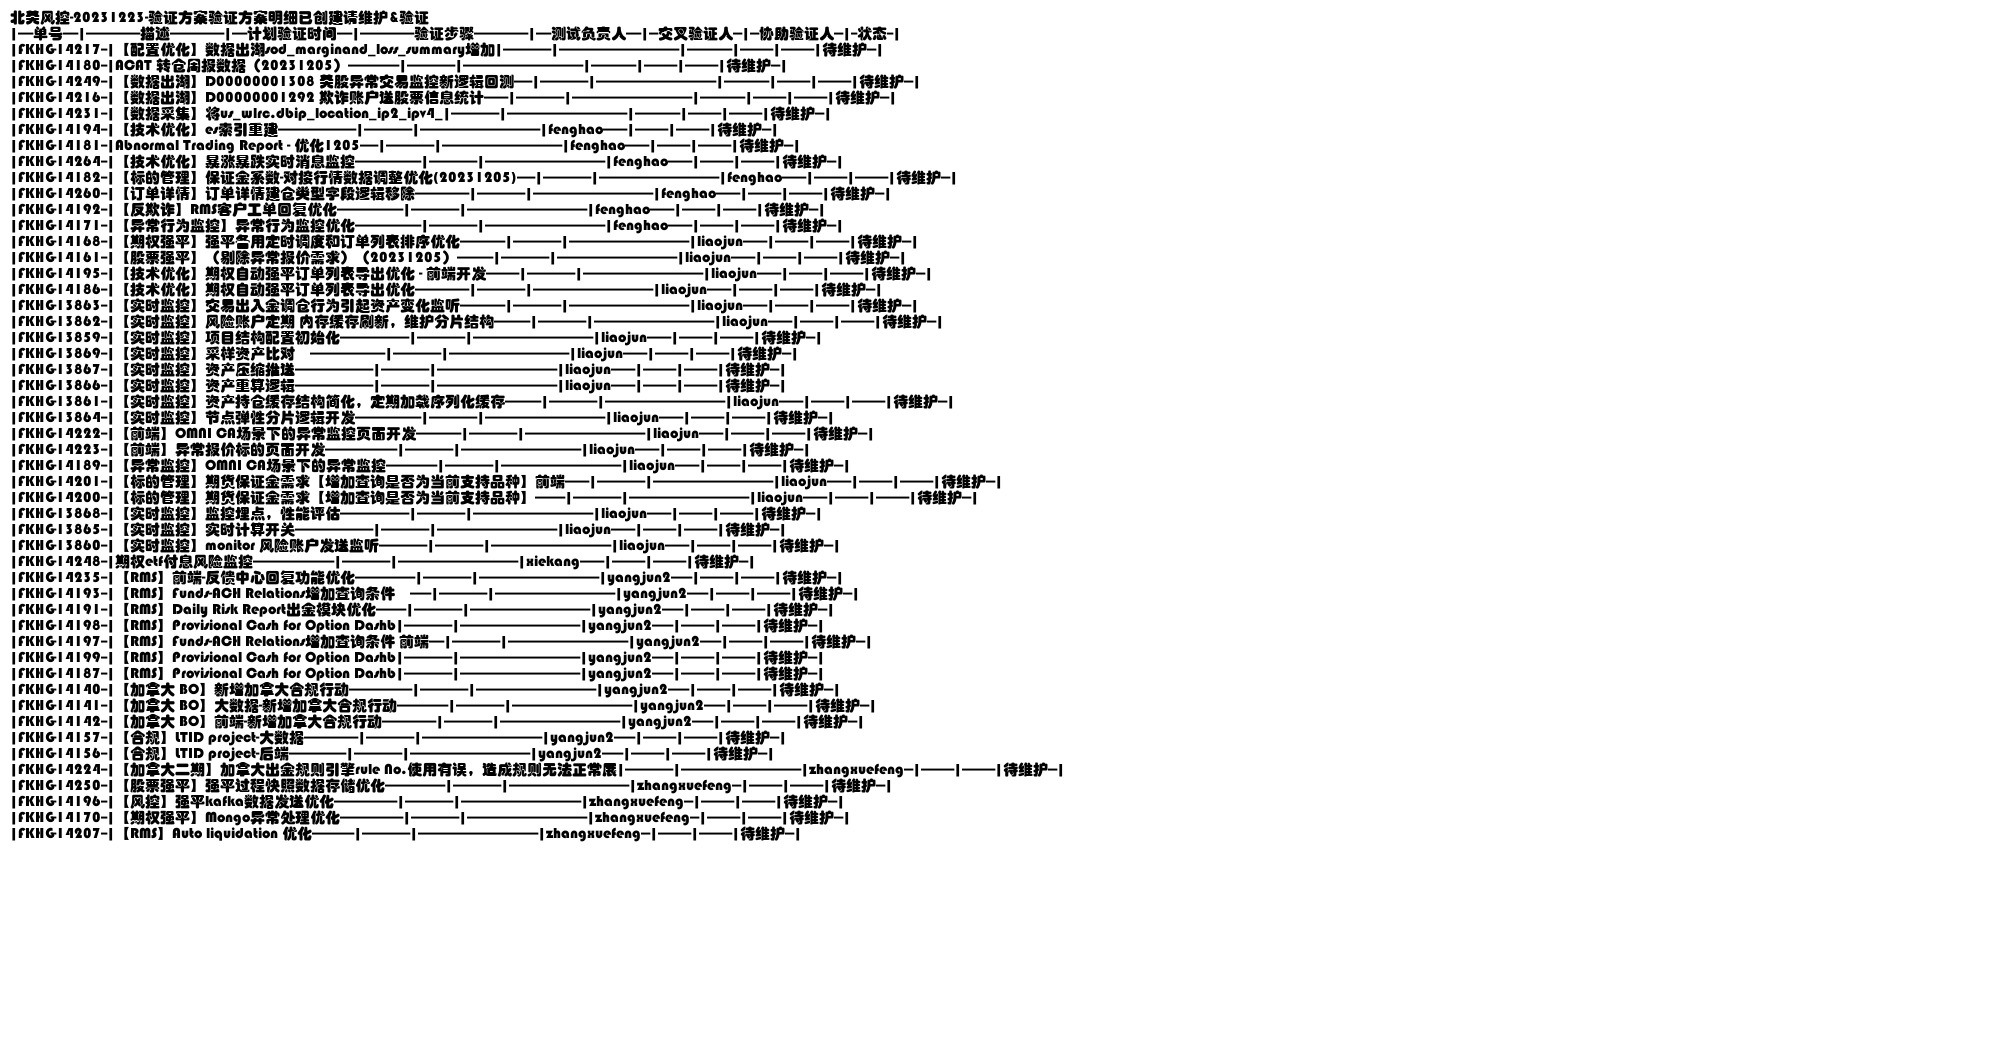 北美风控-20231223-验证方案验证方案明细已创建请维护&验证
|—单号—|———————描述———————|—计划验证时间—|———————验证步骤———————|—测试负责人—|-交叉验证人—|-协助验证人—|-状态-|
|FKHG14217-|【配置优化】数据出湖sod_marginand_loss_summary增加|——————|———————————————|——————|————|————|待维护—|
|FKHG14180-|ACAT 转仓周报数据（20231205）——————|——————|———————————————|————|————|————|待维护—|
|FKHG14249-|【数据出湖】D00000001308 美股异常交易监控新逻辑回测——|——————|———————————————|——————|————|————|待维护—|
|FKHG14216-|【数据出湖】D00000001292 欺诈账户送股票信息统计———|——————|———————————————|——————|————|————|待维护—|
|FKHG14231-|【数据采集】将us_wlrc.dbip_location_ip2_ipv4_|——————|———————————————|——————|————|————|待维护—|
|FKHG14194-|【技术优化】es索引重建——————————|——————|———————————————|fenghao———|————|————|待维护—|
|FKHG14181-|Abnormal Trading Report - 优化1205——|——————|———————————————|fenghao———|————|————|待维护—|
|FKHG14264-|【技术优化】暴涨暴跌实时消息监控————————|——————|———————————————|fenghao———|————|————|待维护—|
|FKHG14182-|【标的管理】保证金系数-对接行情数据调整优化(20231205)——|——————|———————————————|fenghao———|————|————|待维护—|
|FKHG14260-|【订单详情】订单详情建仓类型字段逻辑移除———————|——————|———————————————|fenghao———|————|————|待维护—|
|FKHG14192-|【反欺诈】RMS客户工单回复优化————————|——————|———————————————|fenghao———|————|————|待维护—|
|FKHG14171-|【异常行为监控】异常行为监控优化————————|——————|———————————————|fenghao———|————|————|待维护—|
|FKHG14168-|【期权强平】强平备用定时调度和订单列表排序优化——————|——————|———————————————|liaojun———|————|————|待维护—|
|FKHG14161-|【股票强平】（剔除异常报价需求）（20231205）—————|——————|———————————————|liaojun———|————|————|待维护—|
|FKHG14195-|【技术优化】期权自动强平订单列表导出优化 - 前端开发————|——————|———————————————|liaojun———|————|————|待维护—|
|FKHG14186-|【技术优化】期权自动强平订单列表导出优化———————|——————|———————————————|liaojun———|————|————|待维护—|
|FKHG13863-|【实时监控】交易出入金调仓行为引起资产变化监听——————|——————|———————————————|liaojun———|————|————|待维护—|
|FKHG13862-|【实时监控】风险账户定期 内存缓存刷新，维护分片结构————|——————|———————————————|liaojun———|————|————|待维护—|
|FKHG13859-|【实时监控】项目结构配置初始化————————|——————|———————————————|liaojun———|————|————|待维护—|
|FKHG13869-|【实时监控】采样资产比对　—————————|——————|———————————————|liaojun———|————|————|待维护—|
|FKHG13867-|【实时监控】资产压缩推送—————————|——————|———————————————|liaojun———|————|————|待维护—|
|FKHG13866-|【实时监控】资产重算逻辑—————————|——————|———————————————|liaojun———|————|————|待维护—|
|FKHG13861-|【实时监控】资产持仓缓存结构简化，定期加载序列化缓存————|——————|———————————————|liaojun———|————|————|待维护—|
|FKHG13864-|【实时监控】节点弹性分片逻辑开发————————|——————|———————————————|liaojun———|————|————|待维护—|
|FKHG14222-|【前端】OMNI CA场景下的异常监控页面开发——————|——————|———————————————|liaojun———|————|————|待维护—|
|FKHG14223-|【前端】异常报价标的页面开发—————————|——————|———————————————|liaojun———|————|————|待维护—|
|FKHG14189-|【异常监控】OMNI CA场景下的异常监控——————|——————|———————————————|liaojun———|————|————|待维护—|
|FKHG14201-|【标的管理】期货保证金需求【增加查询是否为当前支持品种】前端———|——————|———————————————|liaojun———|————|————|待维护—|
|FKHG14200-|【标的管理】期货保证金需求【增加查询是否为当前支持品种】————|——————|———————————————|liaojun———|————|————|待维护—|
|FKHG13868-|【实时监控】监控埋点，性能评估————————|——————|———————————————|liaojun———|————|————|待维护—|
|FKHG13865-|【实时监控】实时计算开关—————————|——————|———————————————|liaojun———|————|————|待维护—|
|FKHG13860-|【实时监控】monitor 风险账户发送监听——————|——————|———————————————|liaojun———|————|————|待维护—|
|FKHG14248-|期权etf付息风险监控——————————|——————|———————————————|xiekang———|————|————|待维护—|
|FKHG14235-|【RMS】前端-反馈中心回复功能优化———————|——————|———————————————|yangjun2——|————|————|待维护—|
|FKHG14193-|【RMS】Funds-ACH Relations增加查询条件　——|——————|———————————————|yangjun2——|————|————|待维护—|
|FKHG14191-|【RMS】Daily Risk Report出金模块优化————|——————|———————————————|yangjun2——|————|————|待维护—|
|FKHG14198-|【RMS】Provisional Cash for Option Dashb|——————|———————————————|yangjun2——|————|————|待维护—|
|FKHG14197-|【RMS】Funds-ACH Relations增加查询条件 前端—|——————|———————————————|yangjun2——|————|————|待维护—|
|FKHG14199-|【RMS】Provisional Cash for Option Dashb|——————|———————————————|yangjun2——|————|————|待维护—|
|FKHG14187-|【RMS】Provisional Cash for Option Dashb|——————|———————————————|yangjun2——|————|————|待维护—|
|FKHG14140-|【加拿大 BO】新增加拿大合规行动————————|——————|———————————————|yangjun2——|————|————|待维护—|
|FKHG14141-|【加拿大 BO】大数据-新增加拿大合规行动——————|——————|———————————————|yangjun2——|————|————|待维护—|
|FKHG14142-|【加拿大 BO】前端-新增加拿大合规行动———————|——————|———————————————|yangjun2——|————|————|待维护—|
|FKHG14157-|【合规】LTID project-大数据———————|——————|———————————————|yangjun2——|————|————|待维护—|
|FKHG14156-|【合规】LTID project-后端———————|——————|———————————————|yangjun2——|————|————|待维护—|
|FKHG14224-|【加拿大二期】加拿大出金规则引擎rule No.使用有误，造成规则无法正常展|——————|———————————————|zhangxuefeng—|————|————|待维护—|
|FKHG14250-|【股票强平】强平过程快照数据存储优化———————|——————|———————————————|zhangxuefeng—|————|————|待维护—|
|FKHG14196-|【风控】强平kafka数据发送优化———————|——————|———————————————|zhangxuefeng—|————|————|待维护—|
|FKHG14170-|【期权强平】Mongo异常处理优化————————|——————|———————————————|zhangxuefeng—|————|————|待维护—|
|FKHG14207-|【RMS】Auto liquidation 优化—————|——————|———————————————|zhangxuefeng—|————|————|待维护—|